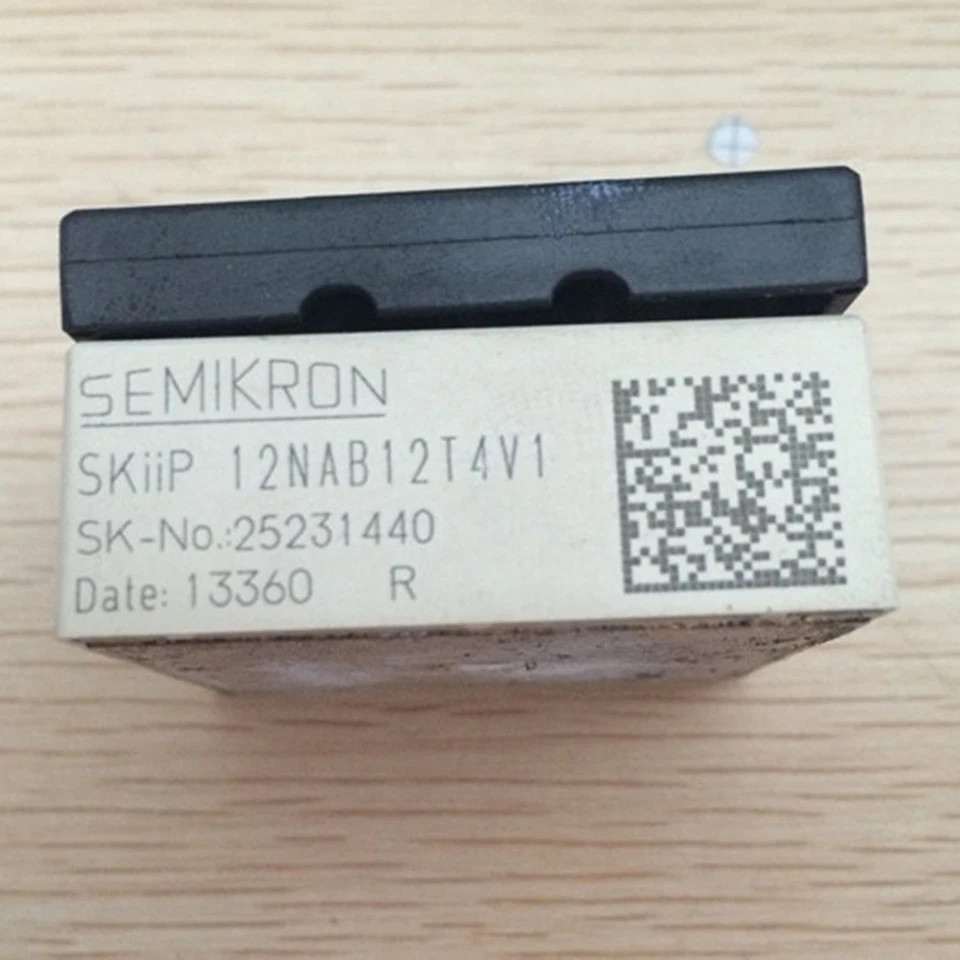 SEMIKRON
SKiiP 12NAB12T4V1
SK-No.:25231440
Date: 13360 R